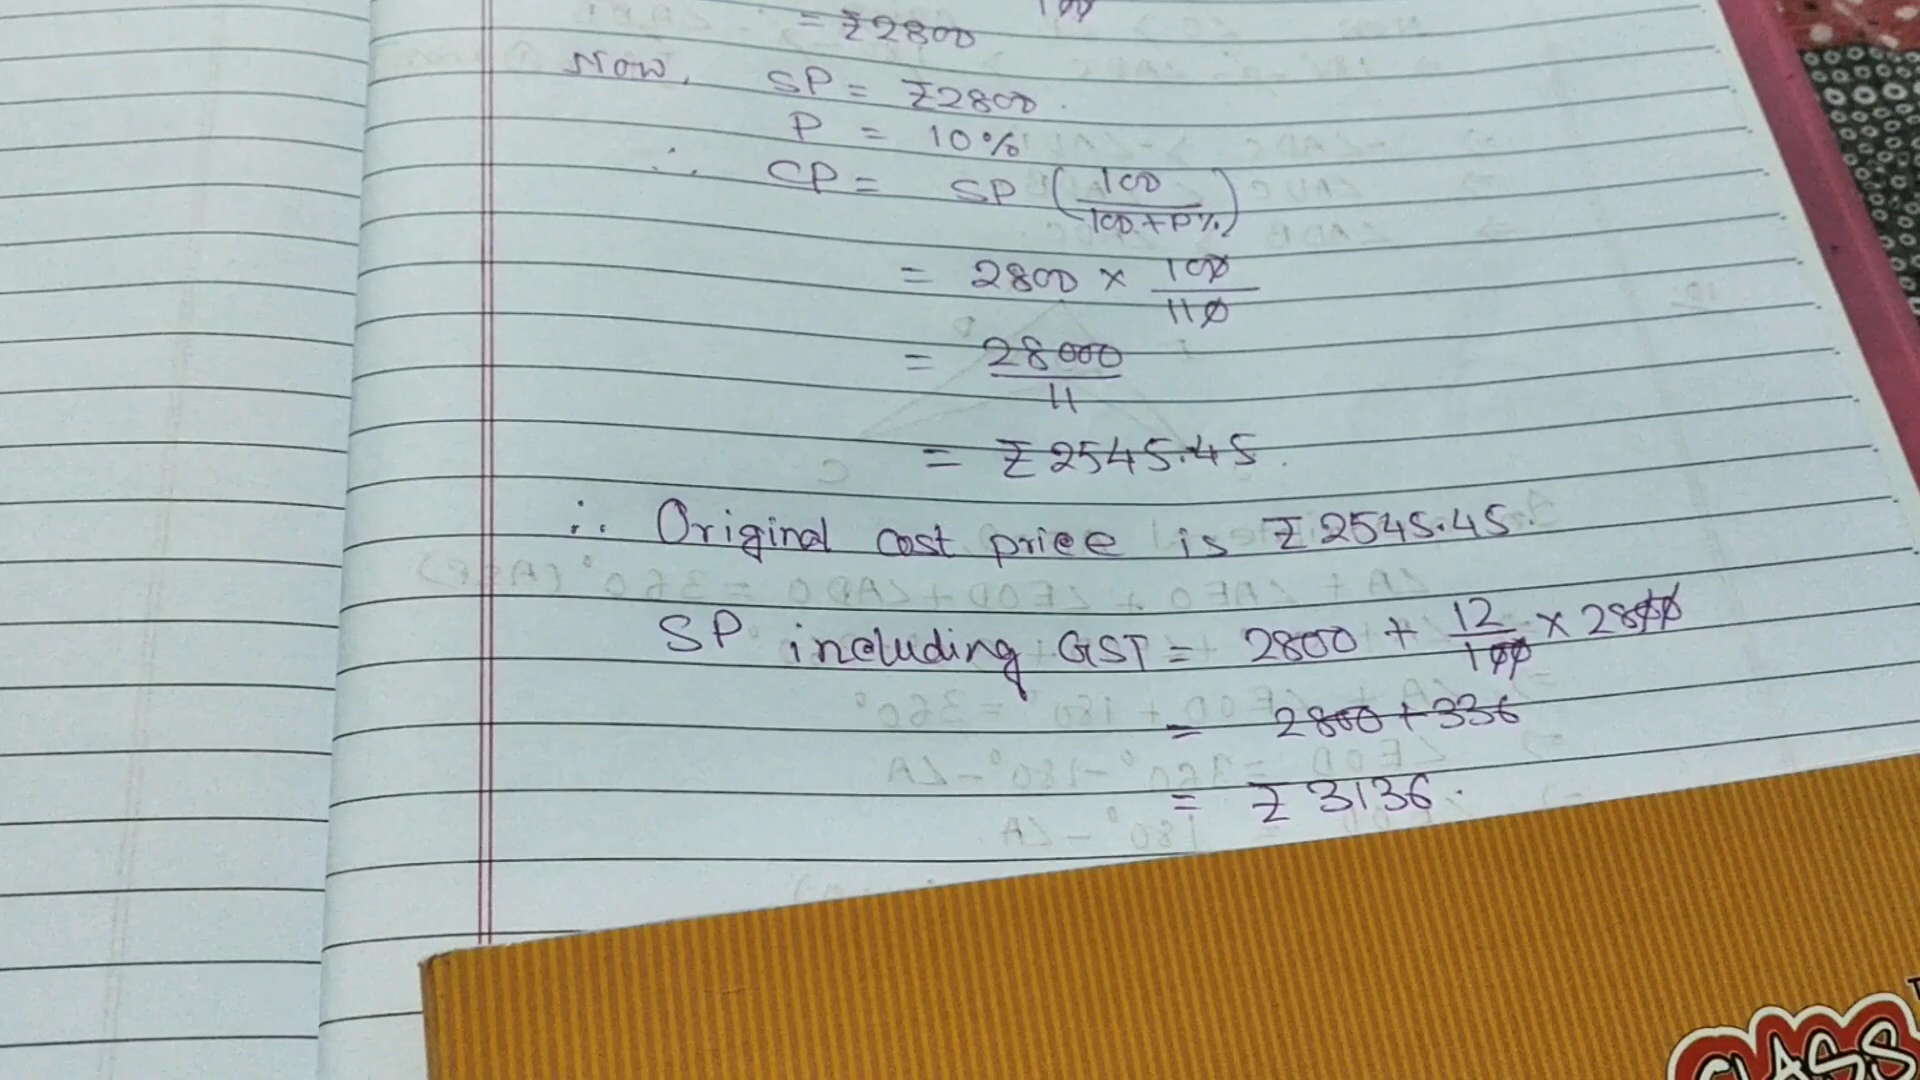 = ₹2800
Now, SP = ₹2800.
P = 10%
∴ CP = SP (100/100+P%)
= 2800 × 100/110
= 28000/11
= ₹2545.45.
∴ Original cost price is ₹2545.45.
SP including GST = 2800 + 12/100 × 2800
= 2800+336
= ₹3136.
CLASS